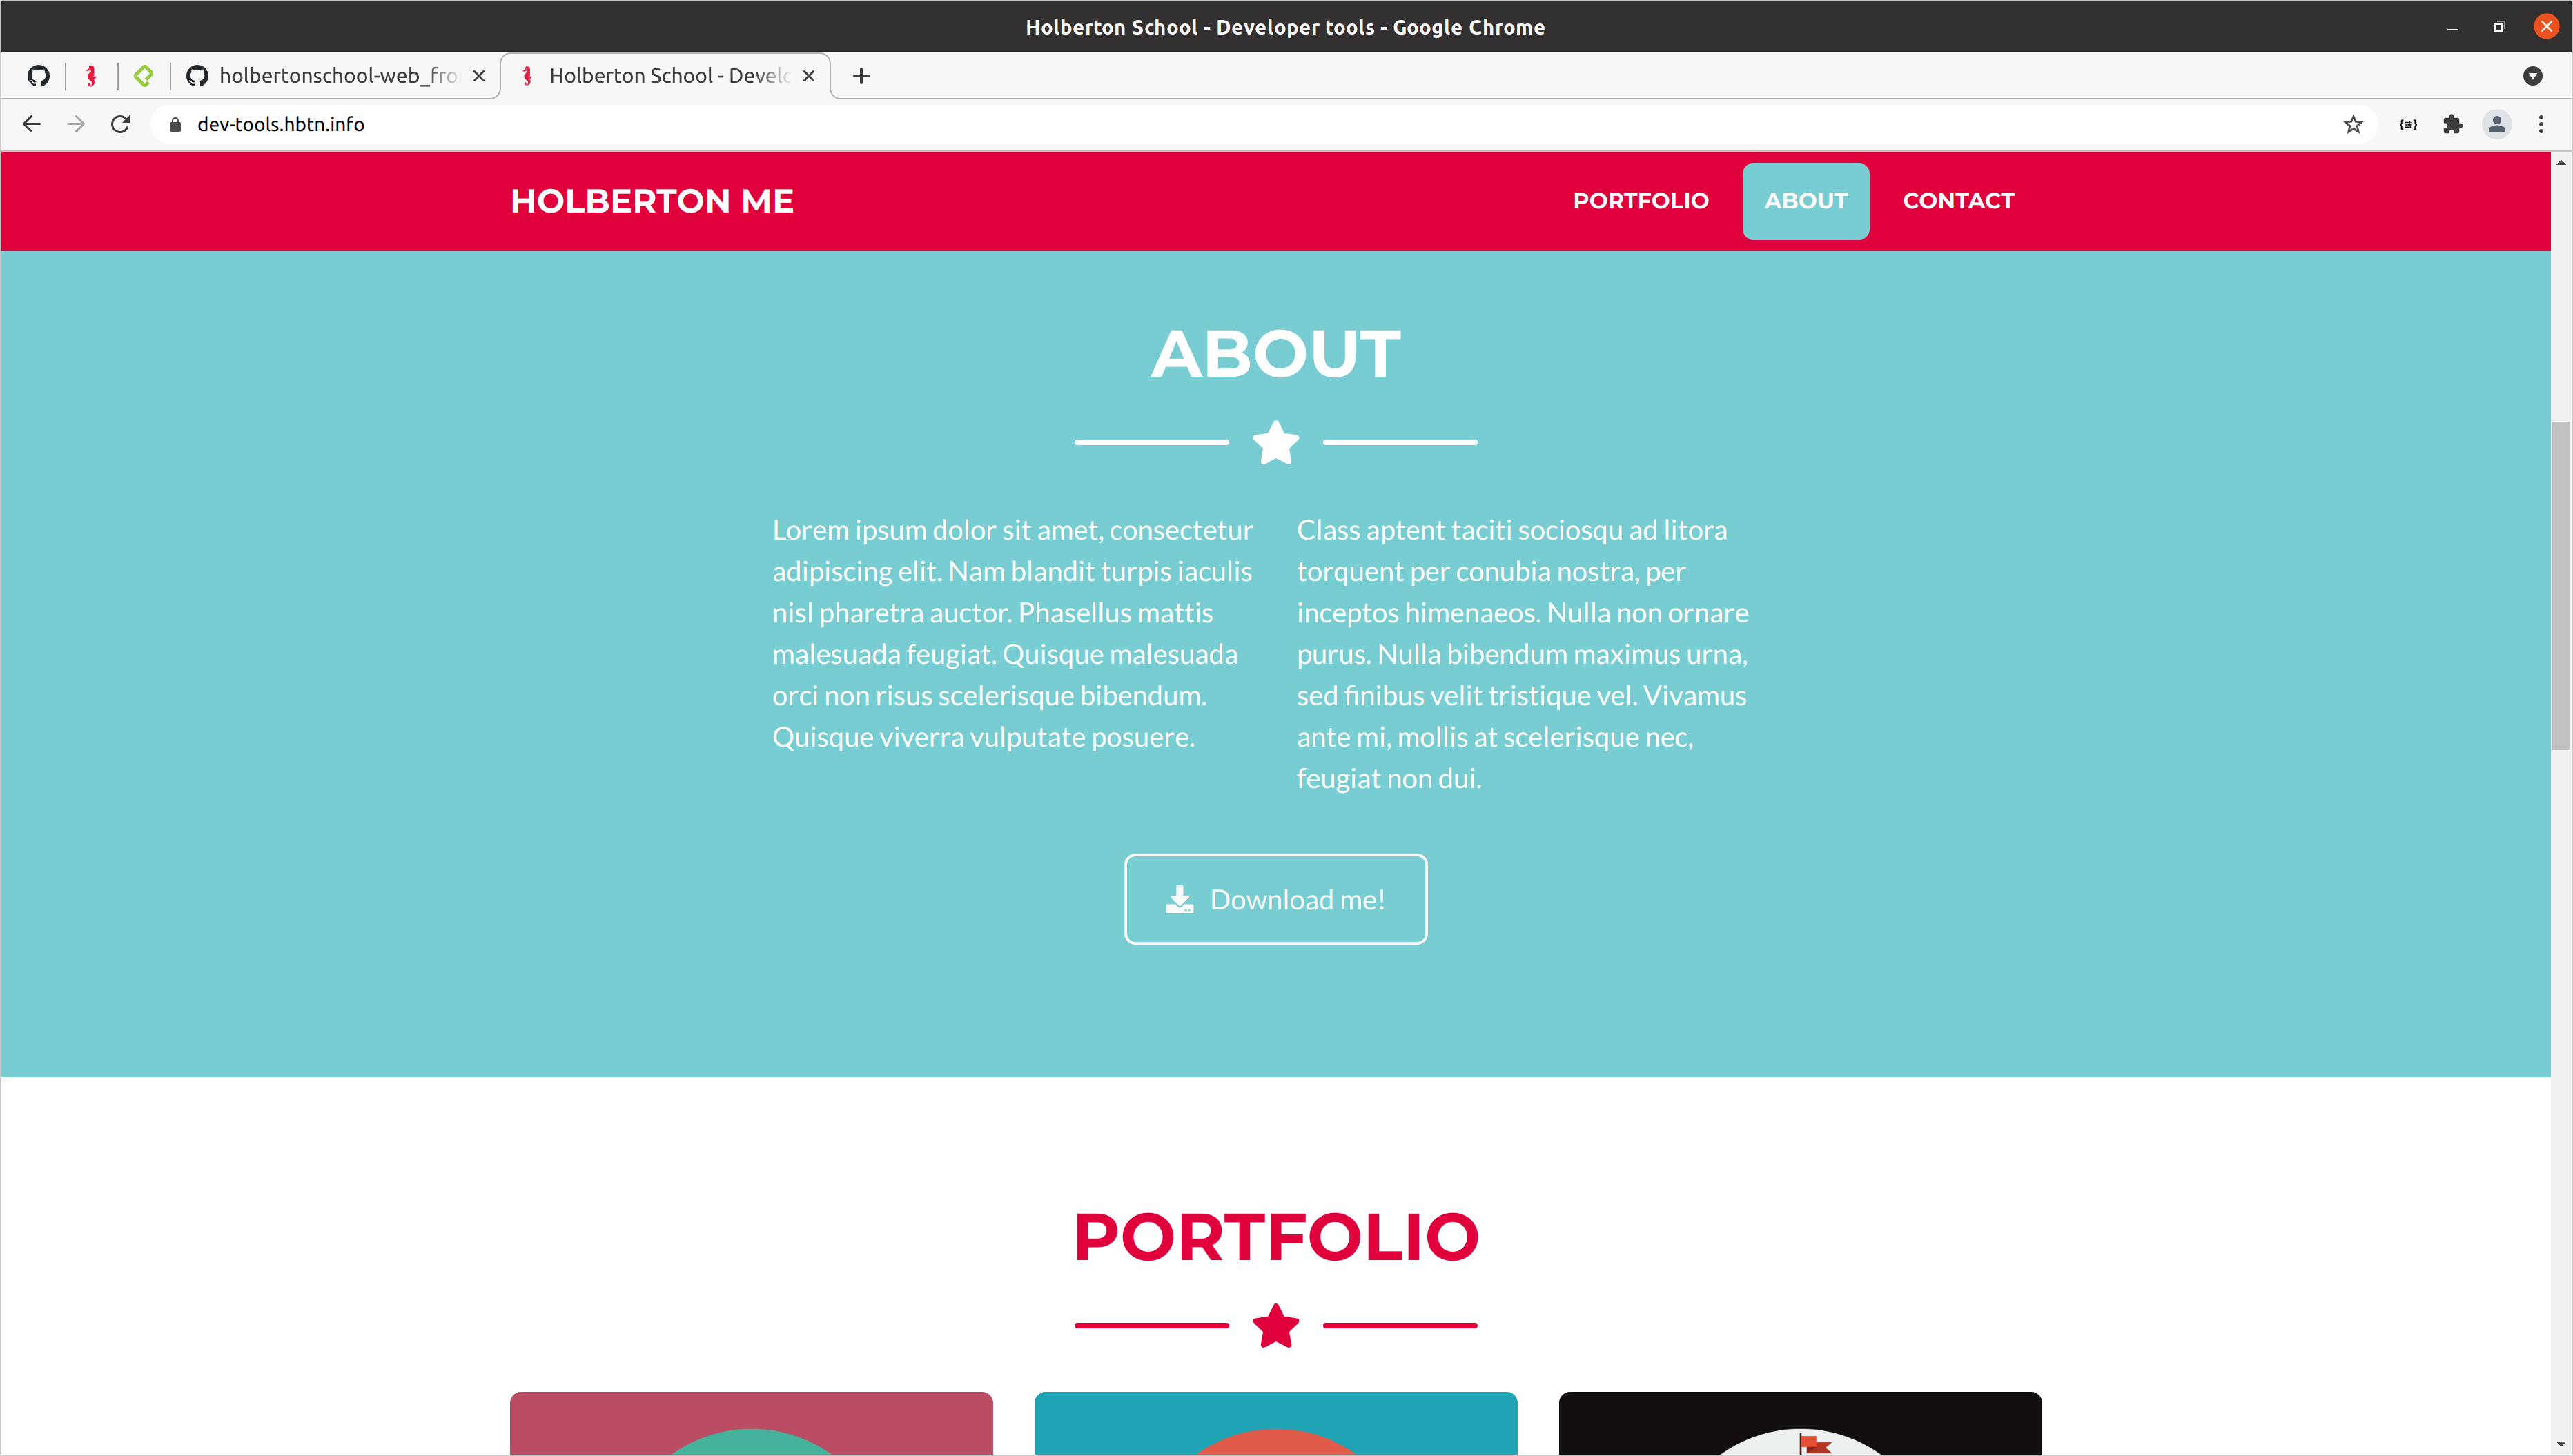 Holberton School - Developer tools - Google Chrome
holbertonschool-web_fro
Holberton School - Develo
dev-tools.hbtn.info
HOLBERTON ME
PORTFOLIO
ABOUT
CONTACT
ABOUT
Lorem ipsum dolor sit amet, consectetur
adipiscing elit. Nam blandit turpis iaculis
nisl pharetra auctor. Phasellus mattis
malesuada feugiat. Quisque malesuada
orci non risus scelerisque bibendum.
Quisque viverra vulputate posuere.
Class aptent taciti sociosqu ad litora
torquent per conubia nostra, per
inceptos himenaeos. Nulla non ornare
purus. Nulla bibendum maximus urna,
sed finibus velit tristique vel. Vivamus
ante mi, mollis at scelerisque nec,
feugiat non dui.
Download me!
PORTFOLIO